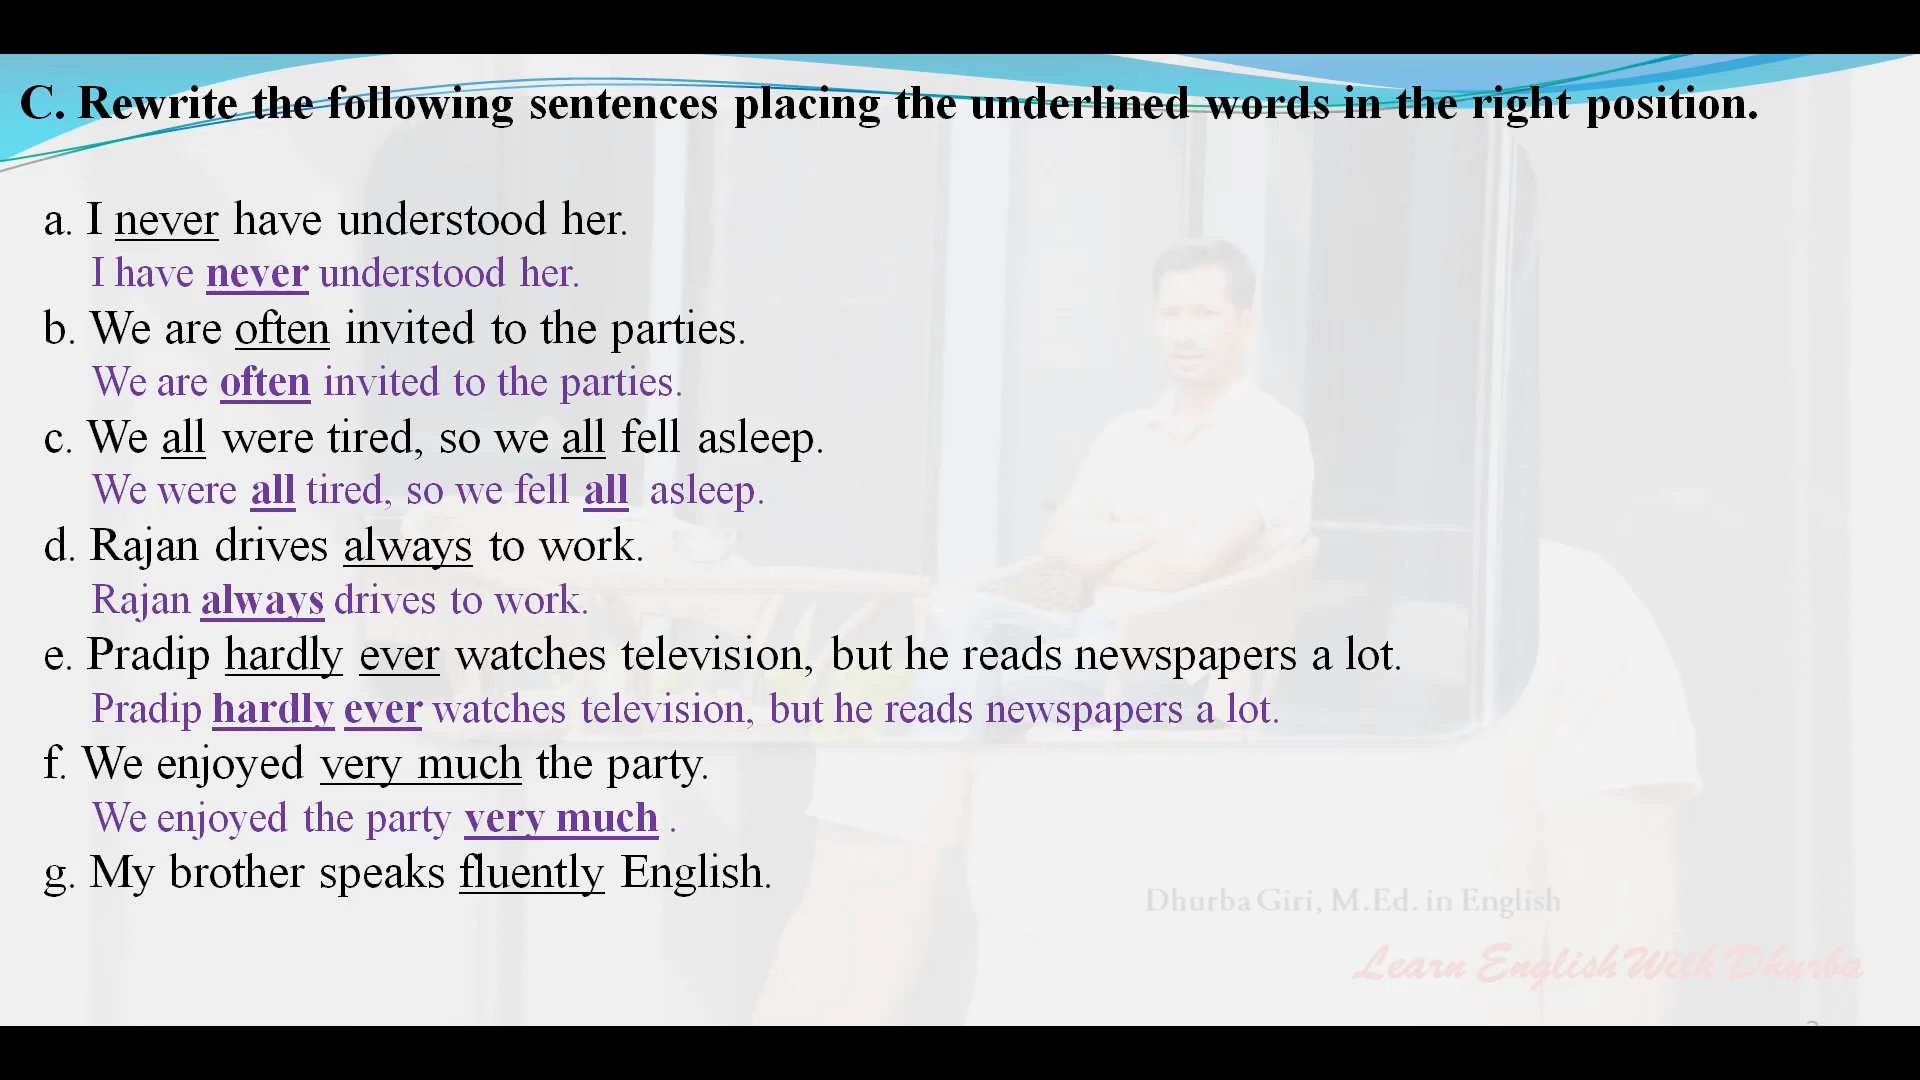 C. Rewrite the following sentences placing the underlined words in the right position.
a. I never have understood her.
I have never understood her.
b. We are often invited to the parties.
We are often invited to the parties.
c. We all were tired, so we all fell asleep.
We were all tired, so we fell all asleep.
d. Rajan drives always to work.
Rajan always drives to work.
e. Pradip hardly ever watches television, but he reads newspapers a lot.
Pradip hardly ever watches television, but he reads newspapers a lot.
f. We enjoyed very much the party.
We enjoyed the party very much .
g. My brother speaks fluently English.
Dhurba Giri, M.Ed. in English
Learn English With Dhurba